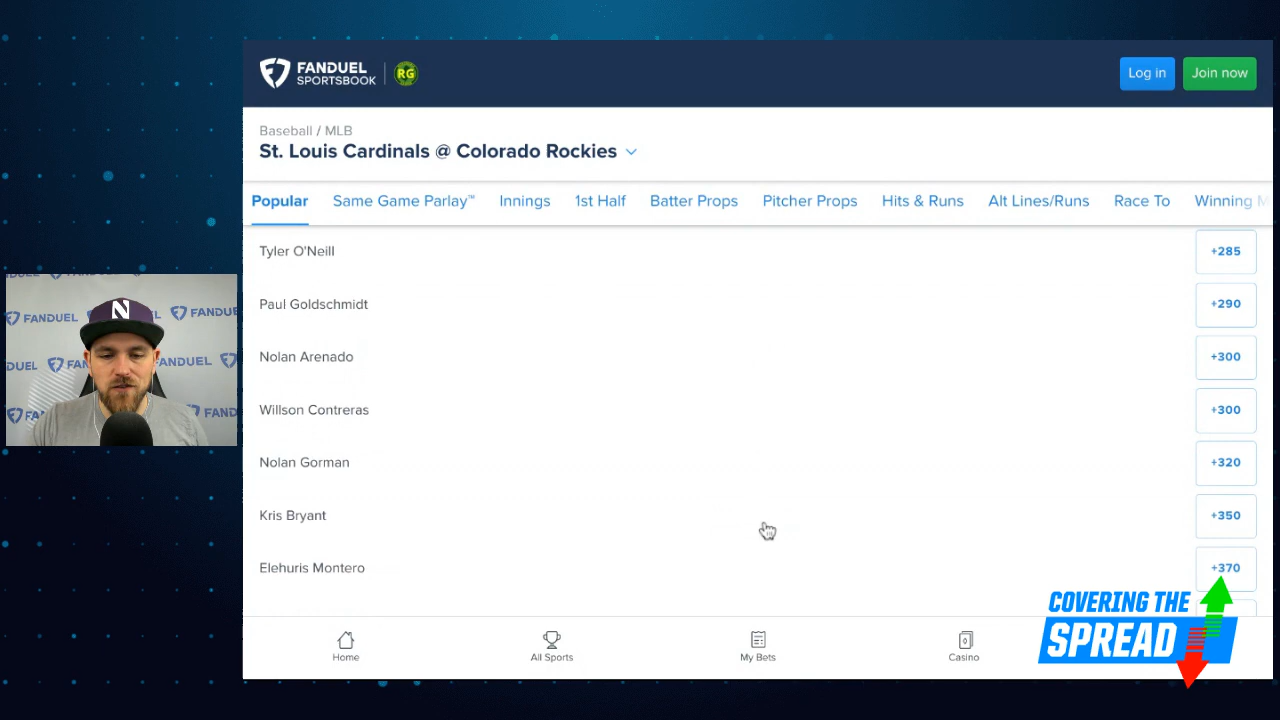 FANDUEL
SPORTSBOOK
RG
Log in
Join now
Baseball / MLB
St. Louis Cardinals @ Colorado Rockies
Popular
Same Game Parlay™
Innings
1st Half
Batter Props
Pitcher Props
Hits & Runs
Alt Lines/Runs
Race To
Winning
Tyler O'Neill
+285
Paul Goldschmidt
+290
Nolan Arenado
+300
Willson Contreras
+300
Nolan Gorman
+320
Kris Bryant
+350
Elehuris Montero
+370
Home
All Sports
My Bets
Casino
COVERING THE
SPREAD
N
FANDUEL
FANDUEL